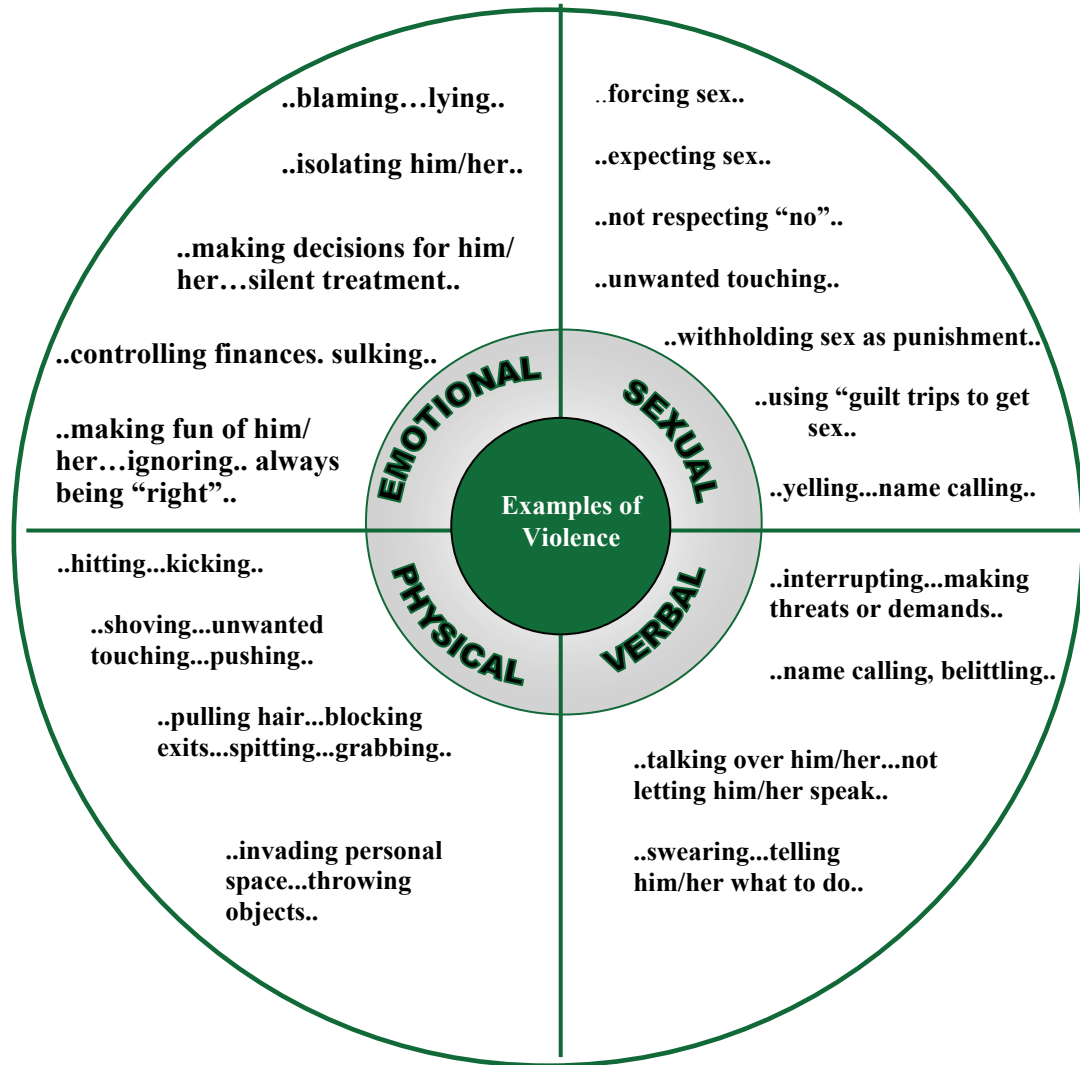 ..blaming…lying..
..isolating him/her..
..making decisions for him/
her…silent treatment..
..controlling finances. sulking..
..making fun of him/
her…ignoring.. always
being “right”..
..forcing sex..
..expecting sex..
..not respecting “no”..
..unwanted touching..
..withholding sex as punishment..
..using “guilt trips to get
sex..
..yelling...name calling..
EMOTIONAL
SEXUAL
Examples of
Violence
PHYSICAL
VERBAL
..hitting...kicking..
..shoving...unwanted
touching...pushing..
..pulling hair...blocking
exits...spitting...grabbing..
..invading personal
space...throwing
objects..
..interrupting...making
threats or demands..
..name calling, belittling..
..talking over him/her...not
letting him/her speak..
..swearing...telling
him/her what to do..